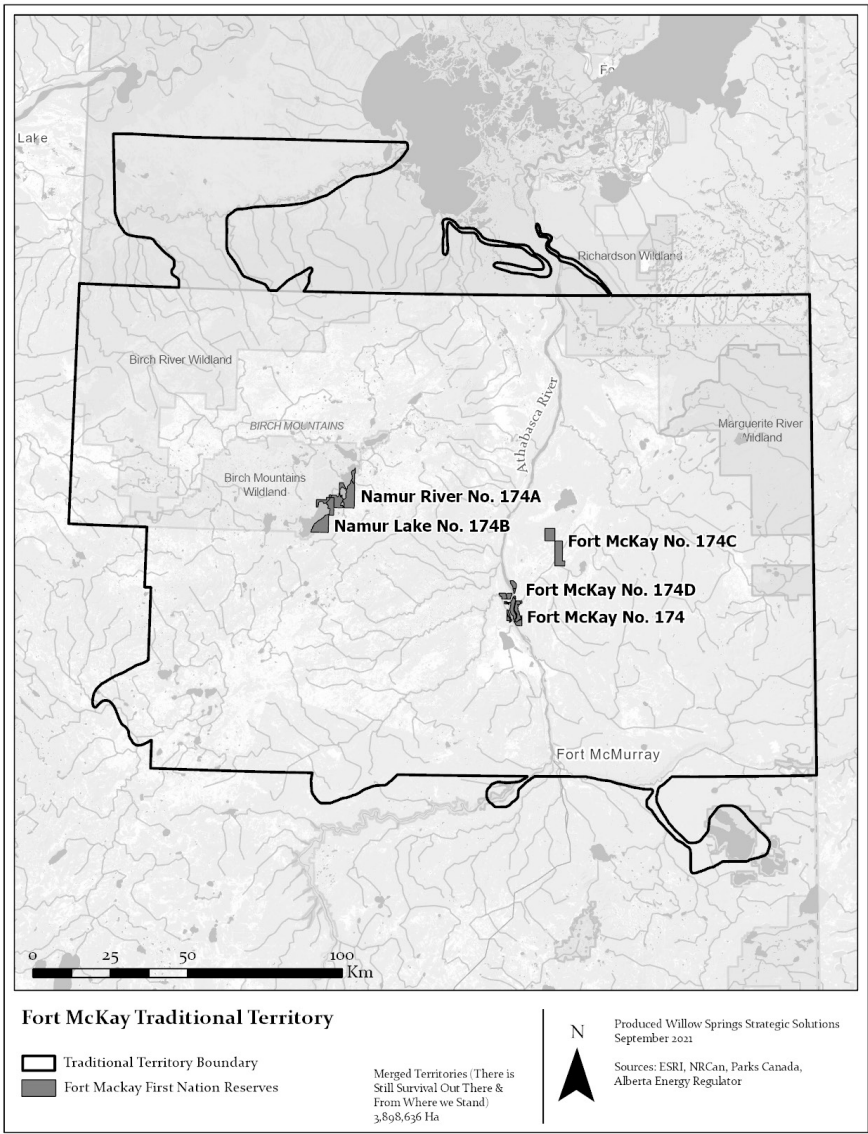 Fo
Lake
Richardson Wildland
Birch River Wildland
Athabasca River
BIRCH MOUNTAINS
Marguerite River
Wildland
Birch Mountains
Wildland
Namur River No. 174A
Namur Lake No. 174B
Fort McKay No. 174C
Fort McKay No. 174D
Fort McKay No. 174
Fort McMurray
0 25 50 100
Km
Fort McKay Traditional Territory
Traditional Territory Boundary
Fort Mackay First Nation Reserves
Merged Territories (There is
Still Survival Out There &
From Where we Stand)
3,898,636 Ha
N
Produced Willow Springs Strategic Solutions
September 2021
Sources: ESRI, NRCan, Parks Canada,
Alberta Energy Regulator